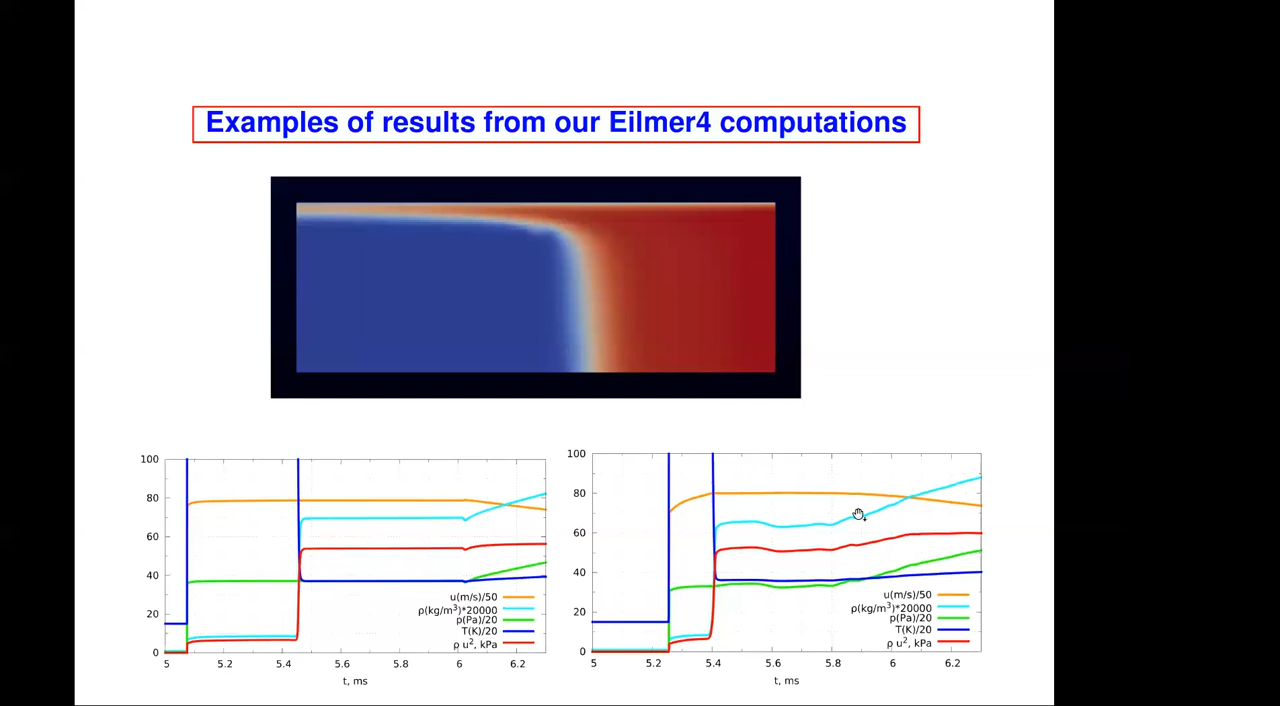 Examples of results from our Eilmer4 computations
100
80
60
40
20
0
5
5.2
5.4
5.6
5.8
6
6.2
t, ms
u(m/s)/50
ρ(kg/m³)*20000
p(Pa)/20
T(K)/20
ρ u², kPa
100
80
60
40
20
0
5
5.2
5.4
5.6
5.8
6
6.2
t, ms
u(m/s)/50
ρ(kg/m³)*20000
p(Pa)/20
T(K)/20
ρ u², kPa